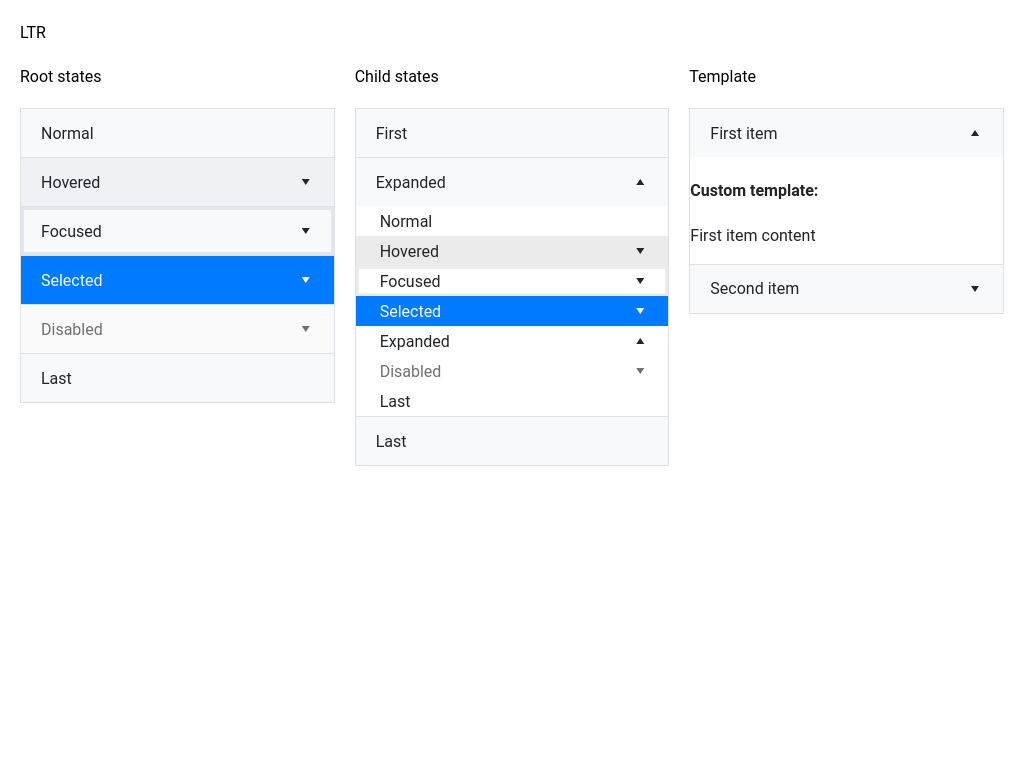 LTR
Root states
Normal
Hovered
Focused
Selected
Disabled
Last
Child states
First
Expanded
Normal
Hovered
Focused
Selected
Expanded
Disabled
Last
Last
Template
First item
Custom template:
First item content
Second item